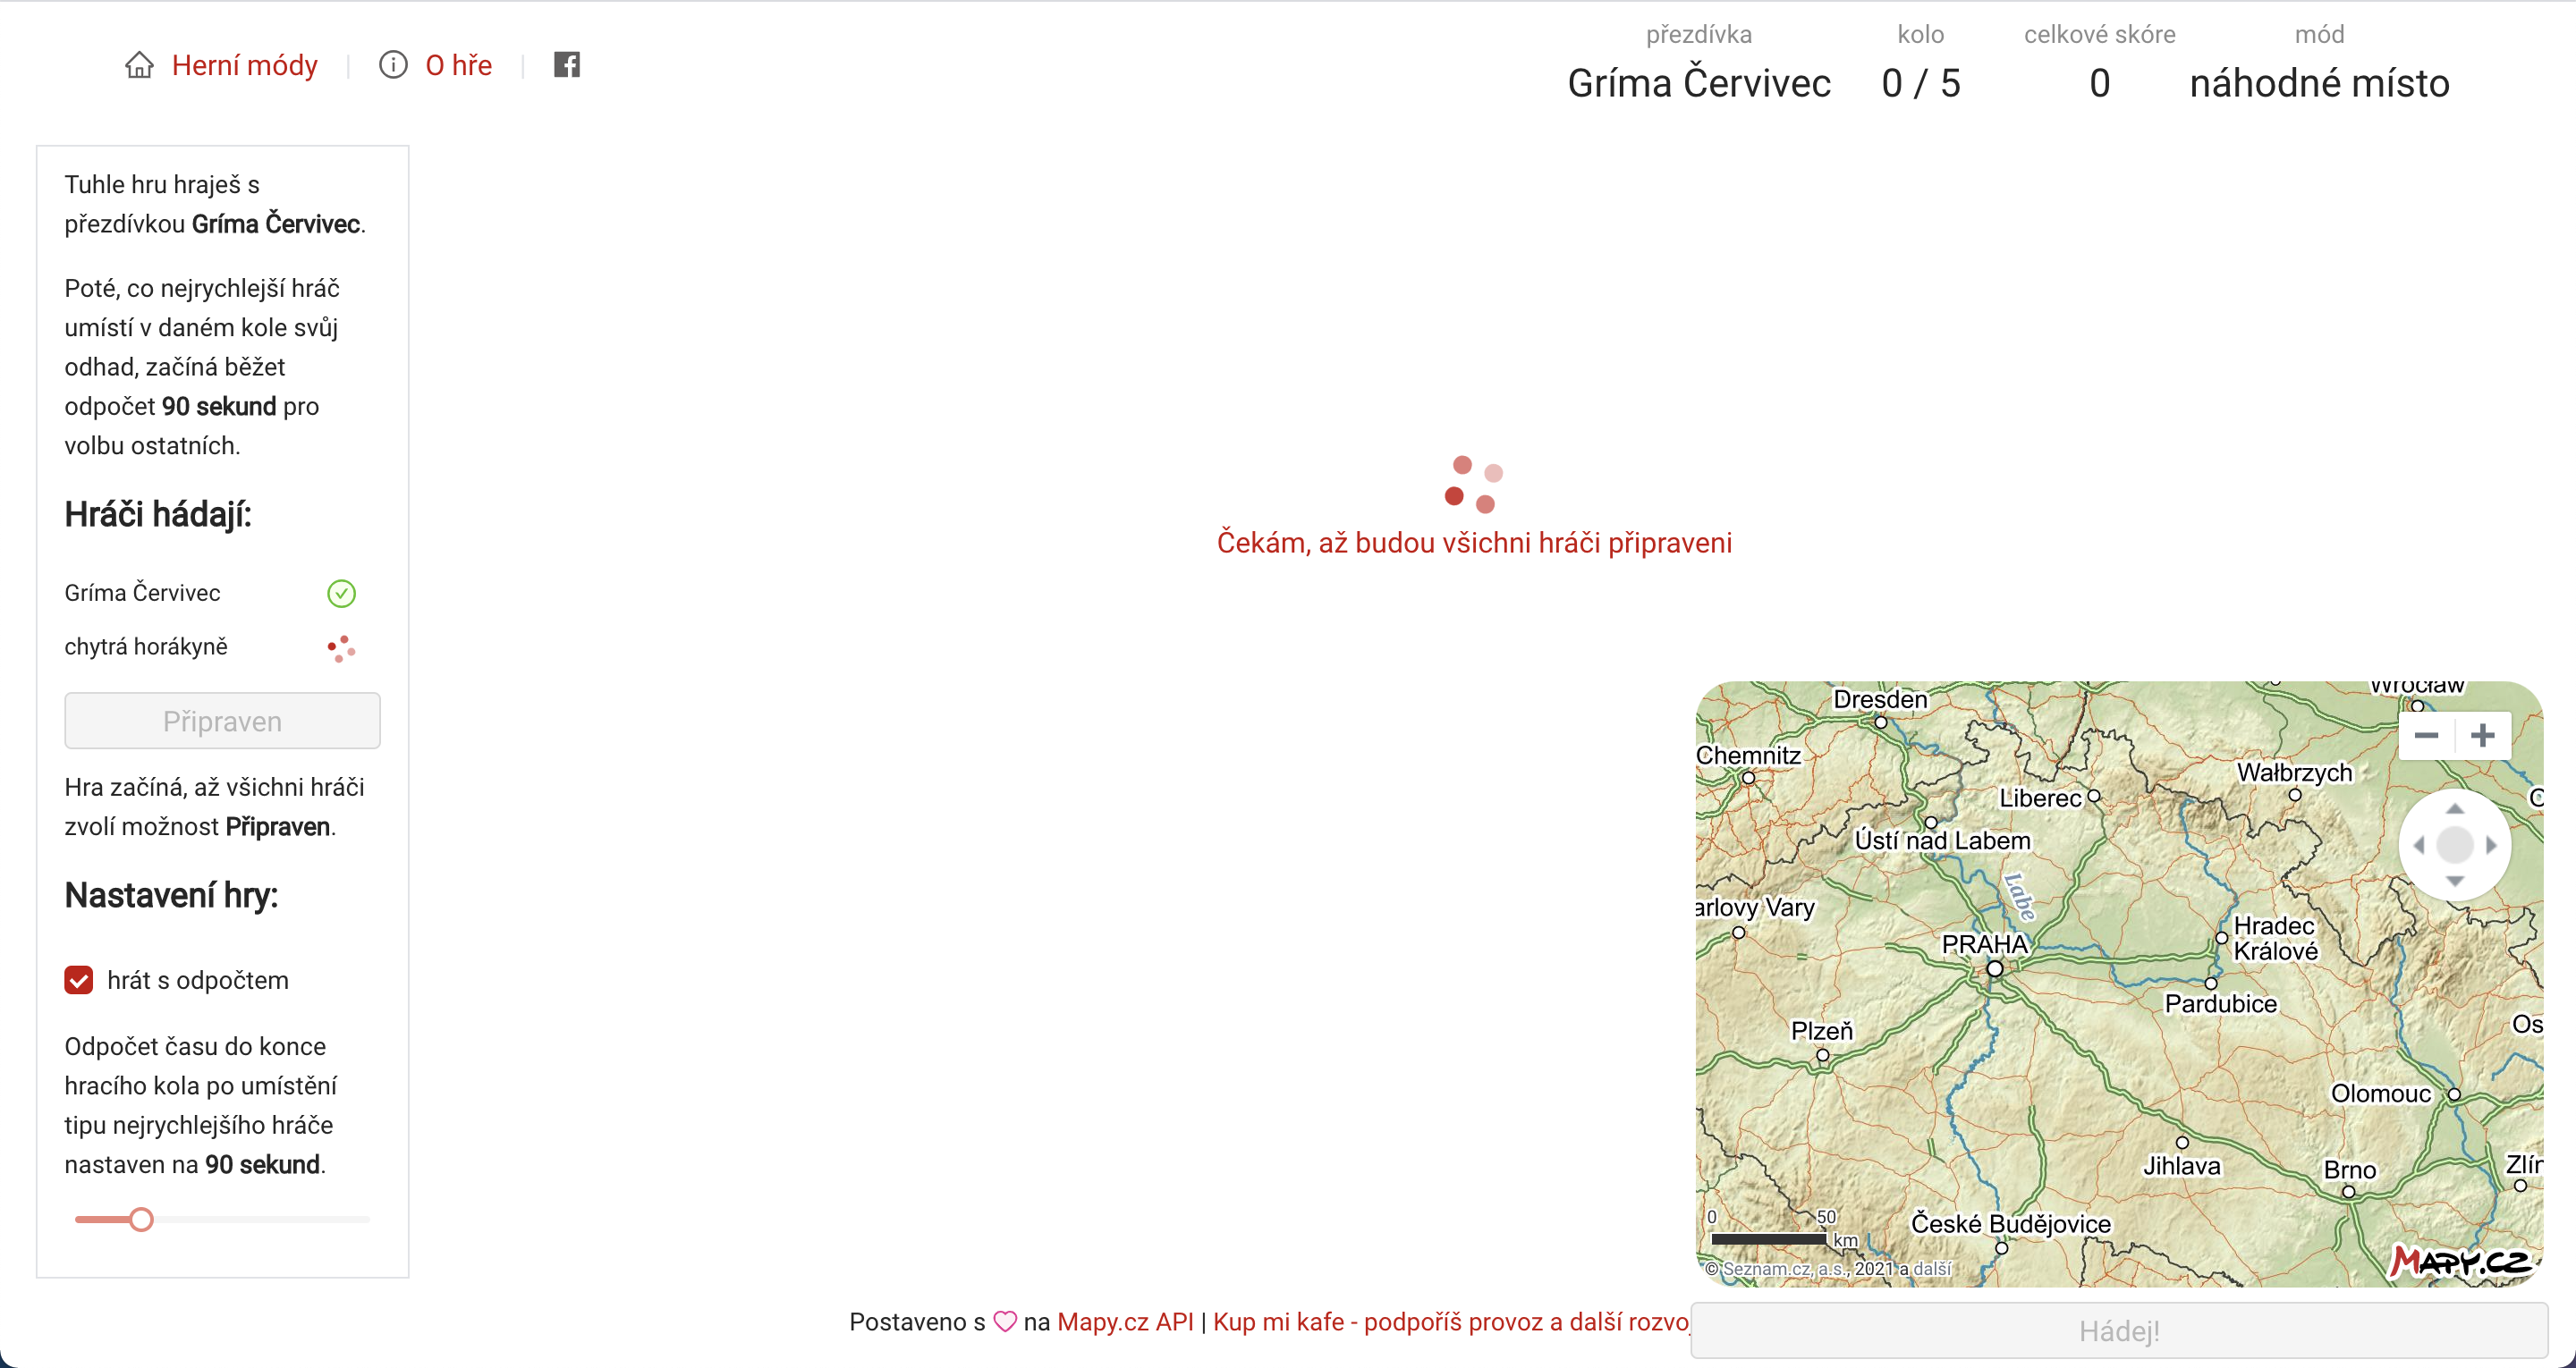 Herní módy
O hře
přezdívka
Gríma Červivec
kolo
0 / 5
celkové skóre
0
mód
náhodné místo
Tuhle hru hraješ s
přezdívkou Gríma Červivec.
Poté, co nejrychlejší hráč
umístí v daném kole svůj
odhad, začíná běžet
odpočet 90 sekund pro
volbu ostatních.
Hráči hádají:
Gríma Červivec
chytrá horákyně
Připraven
Hra začíná, až všichni hráči
zvolí možnost Připraven.
Nastavení hry:
hrát s odpočtem
Odpočet času do konce
hracího kola po umístění
tipu nejrychlejšího hráče
nastaven na 90 sekund.
Čekám, až budou všichni hráči připraveni
Dresden
Wrocław
Chemnitz
Wałbrzych
Liberec
Ústí nad Labem
Labe
arlovy Vary
Hradec
Králové
PRAHA
Pardubice
Plzeň
Os
Olomouc
Jihlava
Brno
Zlín
České Budějovice
0 50
km
© Seznam.cz, a.s., 2021 a další
MAPY.CZ
Postaveno s na Mapy.cz API | Kup mi kafe - podpoříš provoz a další rozvo
Hádej!